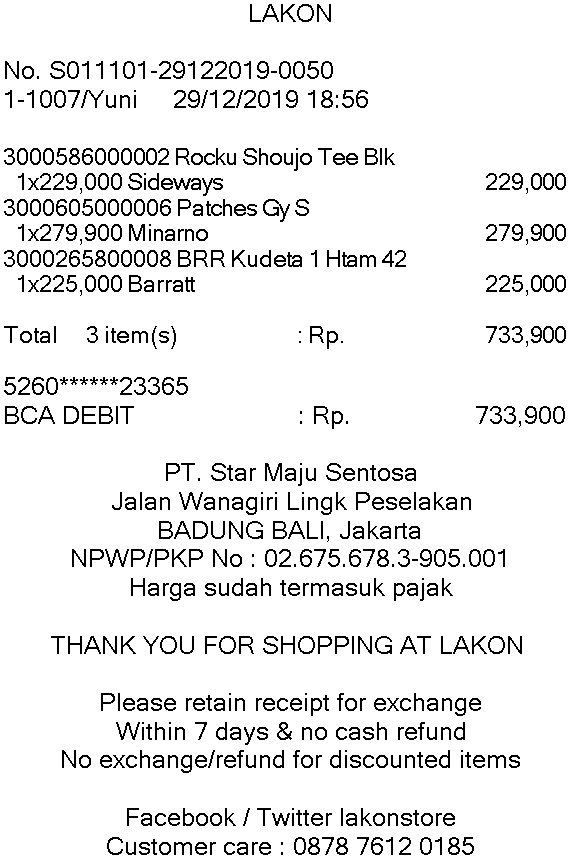 LAKON
No. S011101-29122019-0050
1-1007/Yuni 29/12/2019 18:56
3000586000002 Rocku Shoujo Tee Blk
1x229,000 Sideways 229,000
3000605000006 Patches Gy S
1x279,900 Minarno 279,900
3000265800008 BRR Kudeta 1 Htam 42
1x225,000 Barratt 225,000
Total 3 item(s) : Rp. 733,900
5260******23365
BCA DEBIT : Rp. 733,900
PT. Star Maju Sentosa
Jalan Wanagiri Lingk Peselakan
BADUNG BALI, Jakarta
NPWP/PKP No : 02.675.678.3-905.001
Harga sudah termasuk pajak
THANK YOU FOR SHOPPING AT LAKON
Please retain receipt for exchange
Within 7 days & no cash refund
No exchange/refund for discounted items
Facebook / Twitter lakonstore
Customer care : 0878 7612 0185